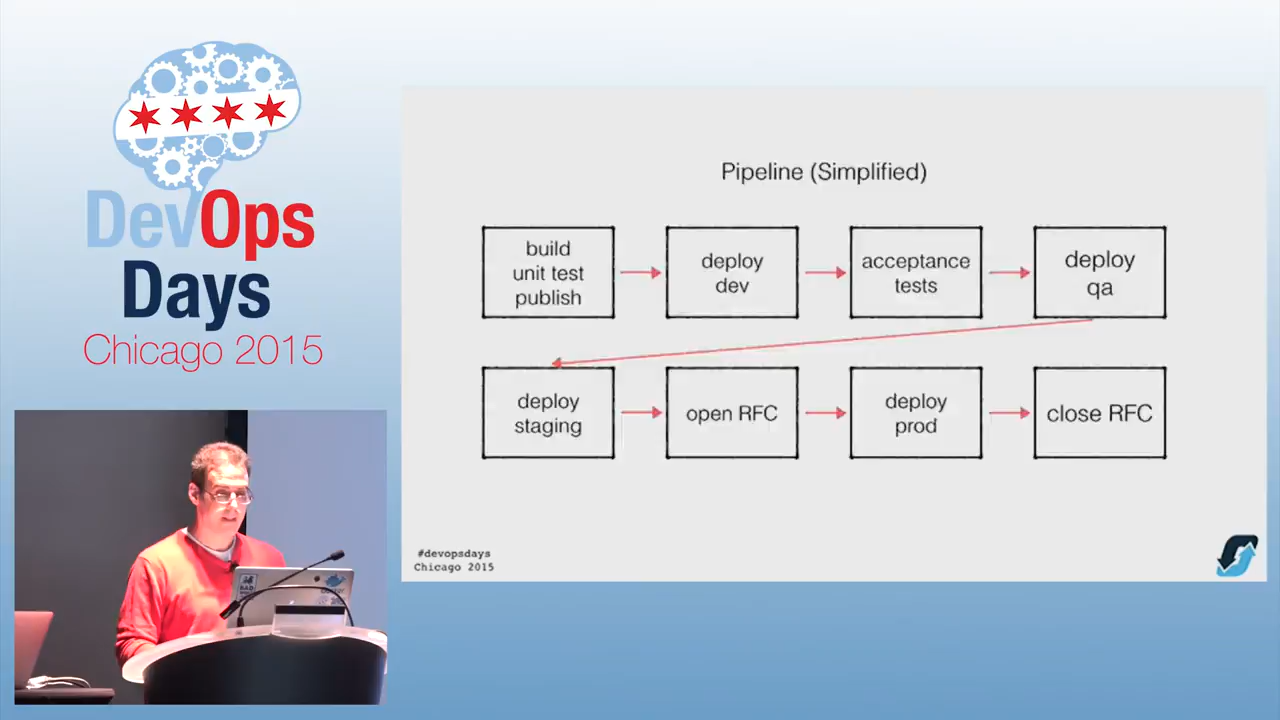 DevOps
Days
Chicago 2015
Pipeline (Simplified)
build
unit test
publish
deploy
dev
acceptance
tests
deploy
qa
deploy
staging
open RFC
deploy
prod
close RFC
#devopsdays
Chicago 2015
BAD